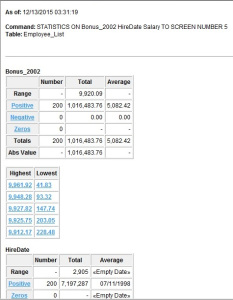 As of: 12/13/2015 03:31:19
Command: STATISTICS ON Bonus_2002 HireDate Salary TO SCREEN NUMBER 5
Table: Employee_List
Bonus_2002
Number Total Average
Range - 9,920.09 -
Positive 200 1,016,483.76 5,082.42
Negative 0 0.00 0.00
Zeros 0 - -
Totals 200 1,016,483.76 5,082.42
Abs Value - 1,016,483.76 -
Highest Lowest
9,961.92 41.83
9,948.28 93.32
9,927.82 147.74
9,925.75 203.05
9,912.17 228.48
HireDate
Number Total Average
Range - 2,905 <Empty Date>
Positive 200 7,197,287 07/11/1998
Zeros 0 - <Empty Date>